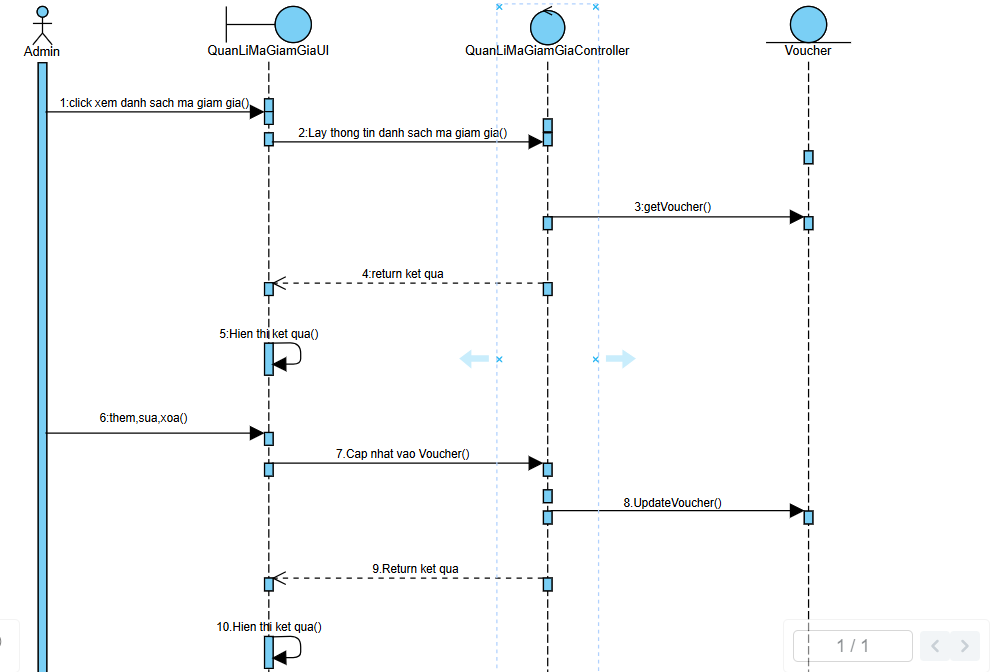 Admin
QuanLiMaGiamGiaUI
QuanLiMaGiamGiaController
Voucher
1:click xem danh sach ma giam gia()
2:Lay thong tin danh sach ma giam gia()
3:getVoucher()
4:return ket qua
5:Hien thi ket qua()
6:them,sua,xoa()
7.Cap nhat vao Voucher()
8.UpdateVoucher()
9.Return ket qua
10.Hien thi ket qua()
1 / 1